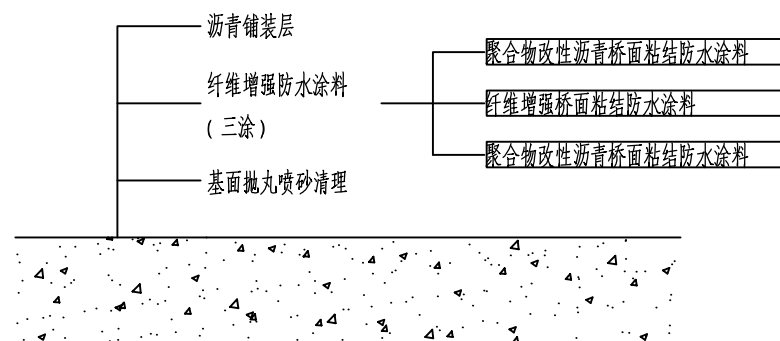 沥青铺装层
纤维增强防水涂料
(三涂)
基面抛丸喷砂清理
聚合物改性沥青桥面粘结防水涂料
纤维增强桥面粘结防水涂料
聚合物改性沥青桥面粘结防水涂料